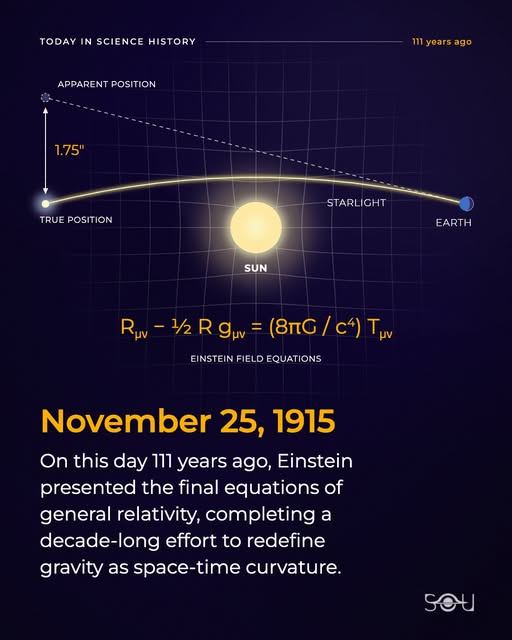 TODAY IN SCIENCE HISTORY
111 years ago
APPARENT POSITION
1.75"
TRUE POSITION
STARLIGHT
EARTH
SUN
Rμν − ½ R gμν = (8πG / c⁴) Tμν
EINSTEIN FIELD EQUATIONS
November 25, 1915
On this day 111 years ago, Einstein
presented the final equations of
general relativity, completing a
decade-long effort to redefine
gravity as space-time curvature.